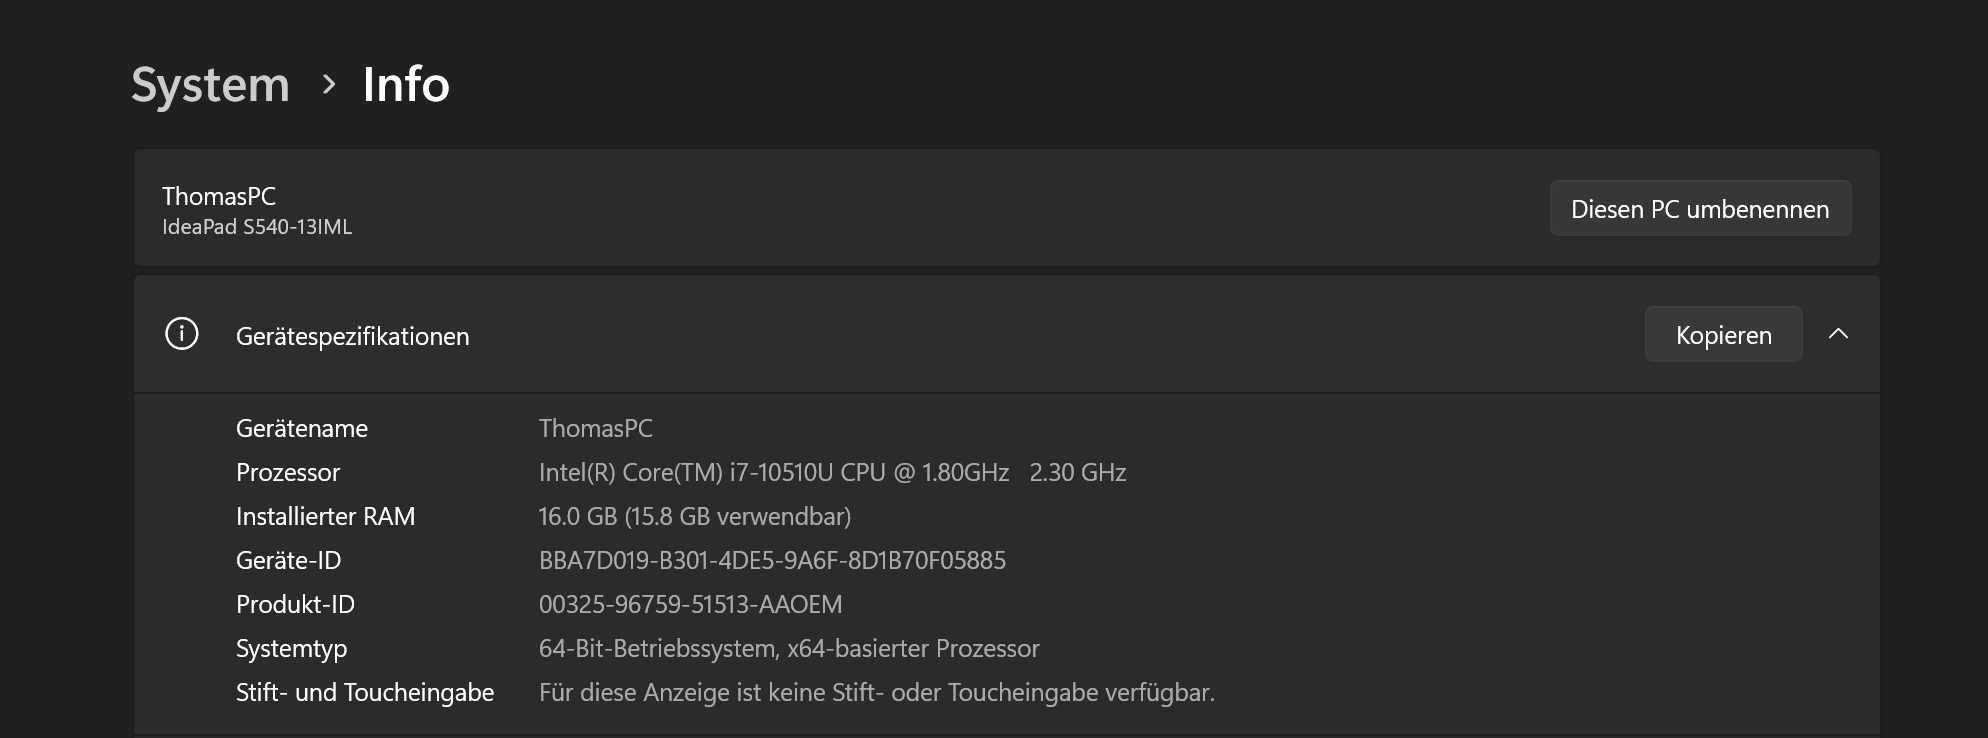 System > Info
ThomasPC
IdeaPad S540-13IML
Diesen PC umbenennen
Gerätespezifikationen
Kopieren
Gerätename ThomasPC
Prozessor Intel(R) Core(TM) i7-10510U CPU @ 1.80GHz 2.30 GHz
Installierter RAM 16.0 GB (15.8 GB verwendbar)
Geräte-ID BBA7D019-B301-4DE5-9A6F-8D1B70F05885
Produkt-ID 00325-96759-51513-AAOEM
Systemtyp 64-Bit-Betriebssystem, x64-basierter Prozessor
Stift- und Toucheingabe Für diese Anzeige ist keine Stift- oder Toucheingabe verfügbar.